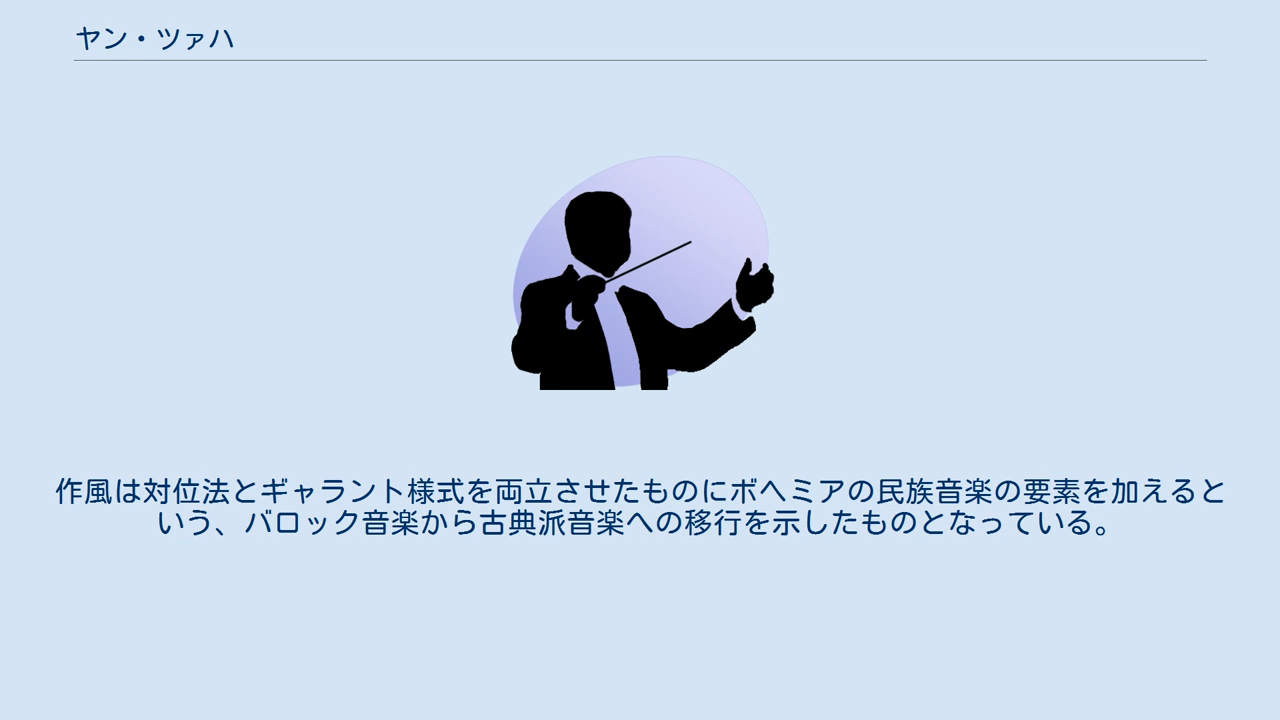 ヤン・ツァハ
作風は対位法とギャラント様式を両立させたものにボヘミアの民族音楽の要素を加えると
いう、バロック音楽から古典派音楽への移行を示したものとなっている。